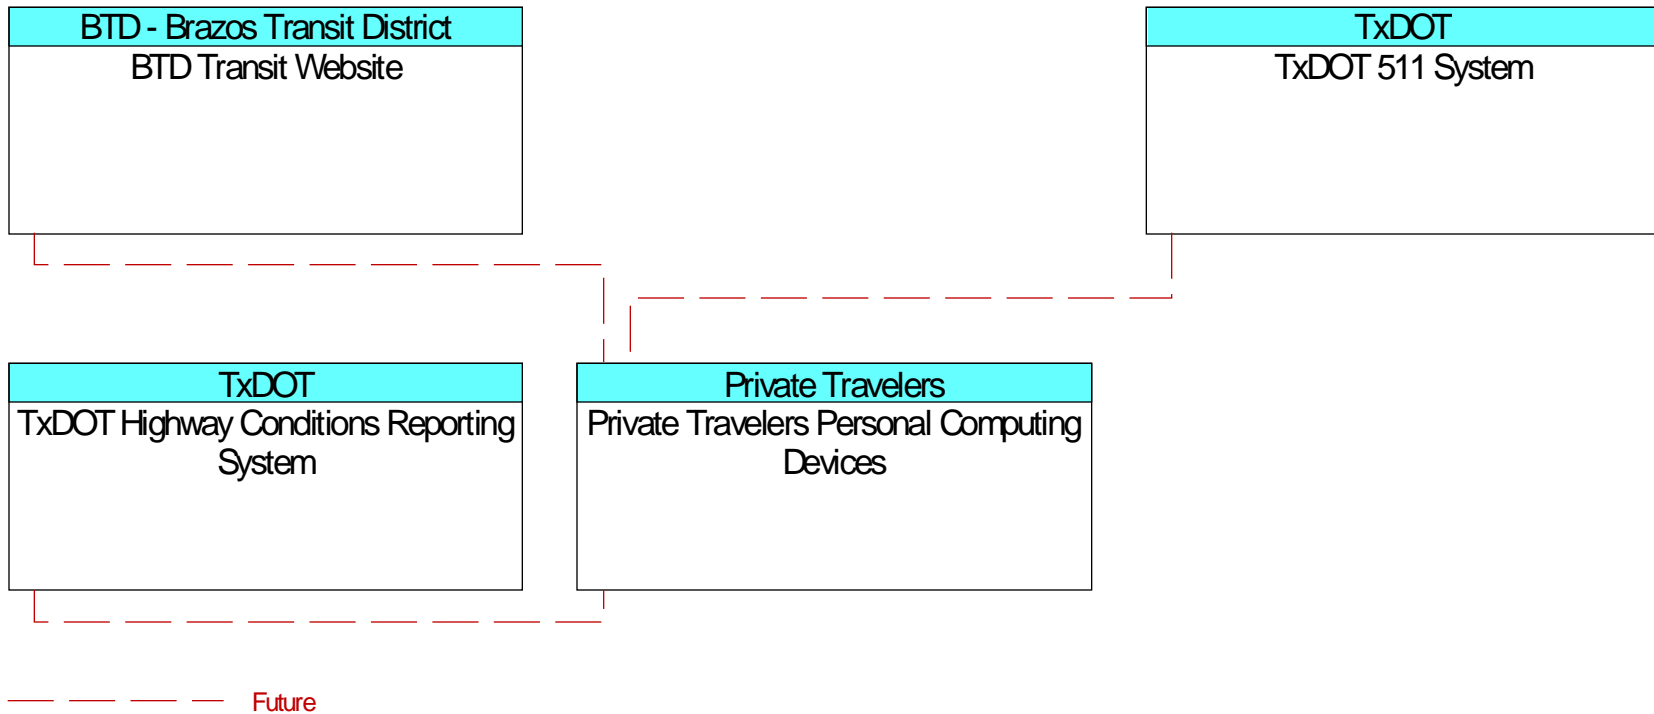 BTD - Brazos Transit District
BTD Transit Website
TxDOT
TxDOT 511 System
TxDOT
TxDOT Highway Conditions Reporting
System
Private Travelers
Private Travelers Personal Computing
Devices
Future